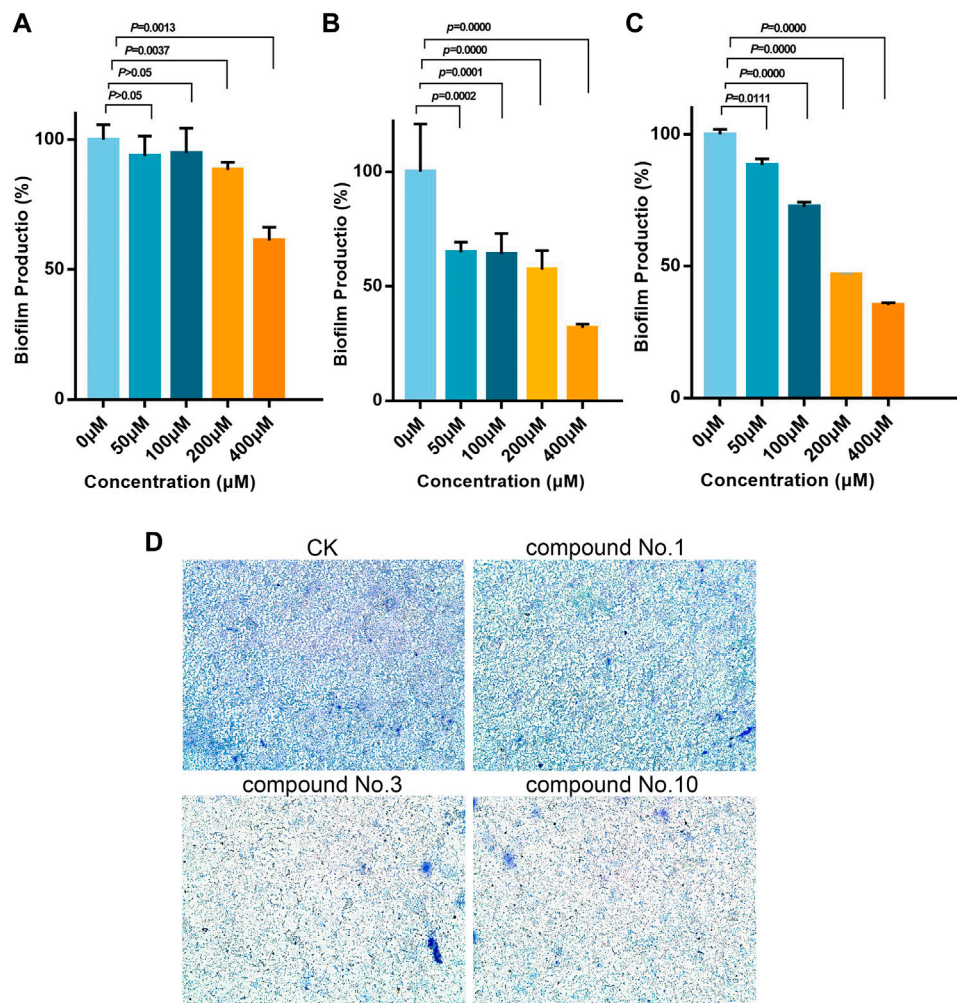 A
P=0.0013
P=0.0037
P>0.05
P>0.05
100
50
0
Biofilm Productio (%)
0µM
50µM
100µM
200µM
400µM
Concentration (µM)
B
p=0.0000
p=0.0000
p=0.0001
p=0.0002
100
50
0
Biofilm Productio (%)
0µM
50µM
100µM
200µM
400µM
Concentration (µM)
C
P=0.0000
P=0.0000
P=0.0000
P=0.0111
100
50
0
Biofilm Productio (%)
0µM
50µM
100µM
200µM
400µM
Concentration (µM)
D
CK
compound No.1
compound No.3
compound No.10